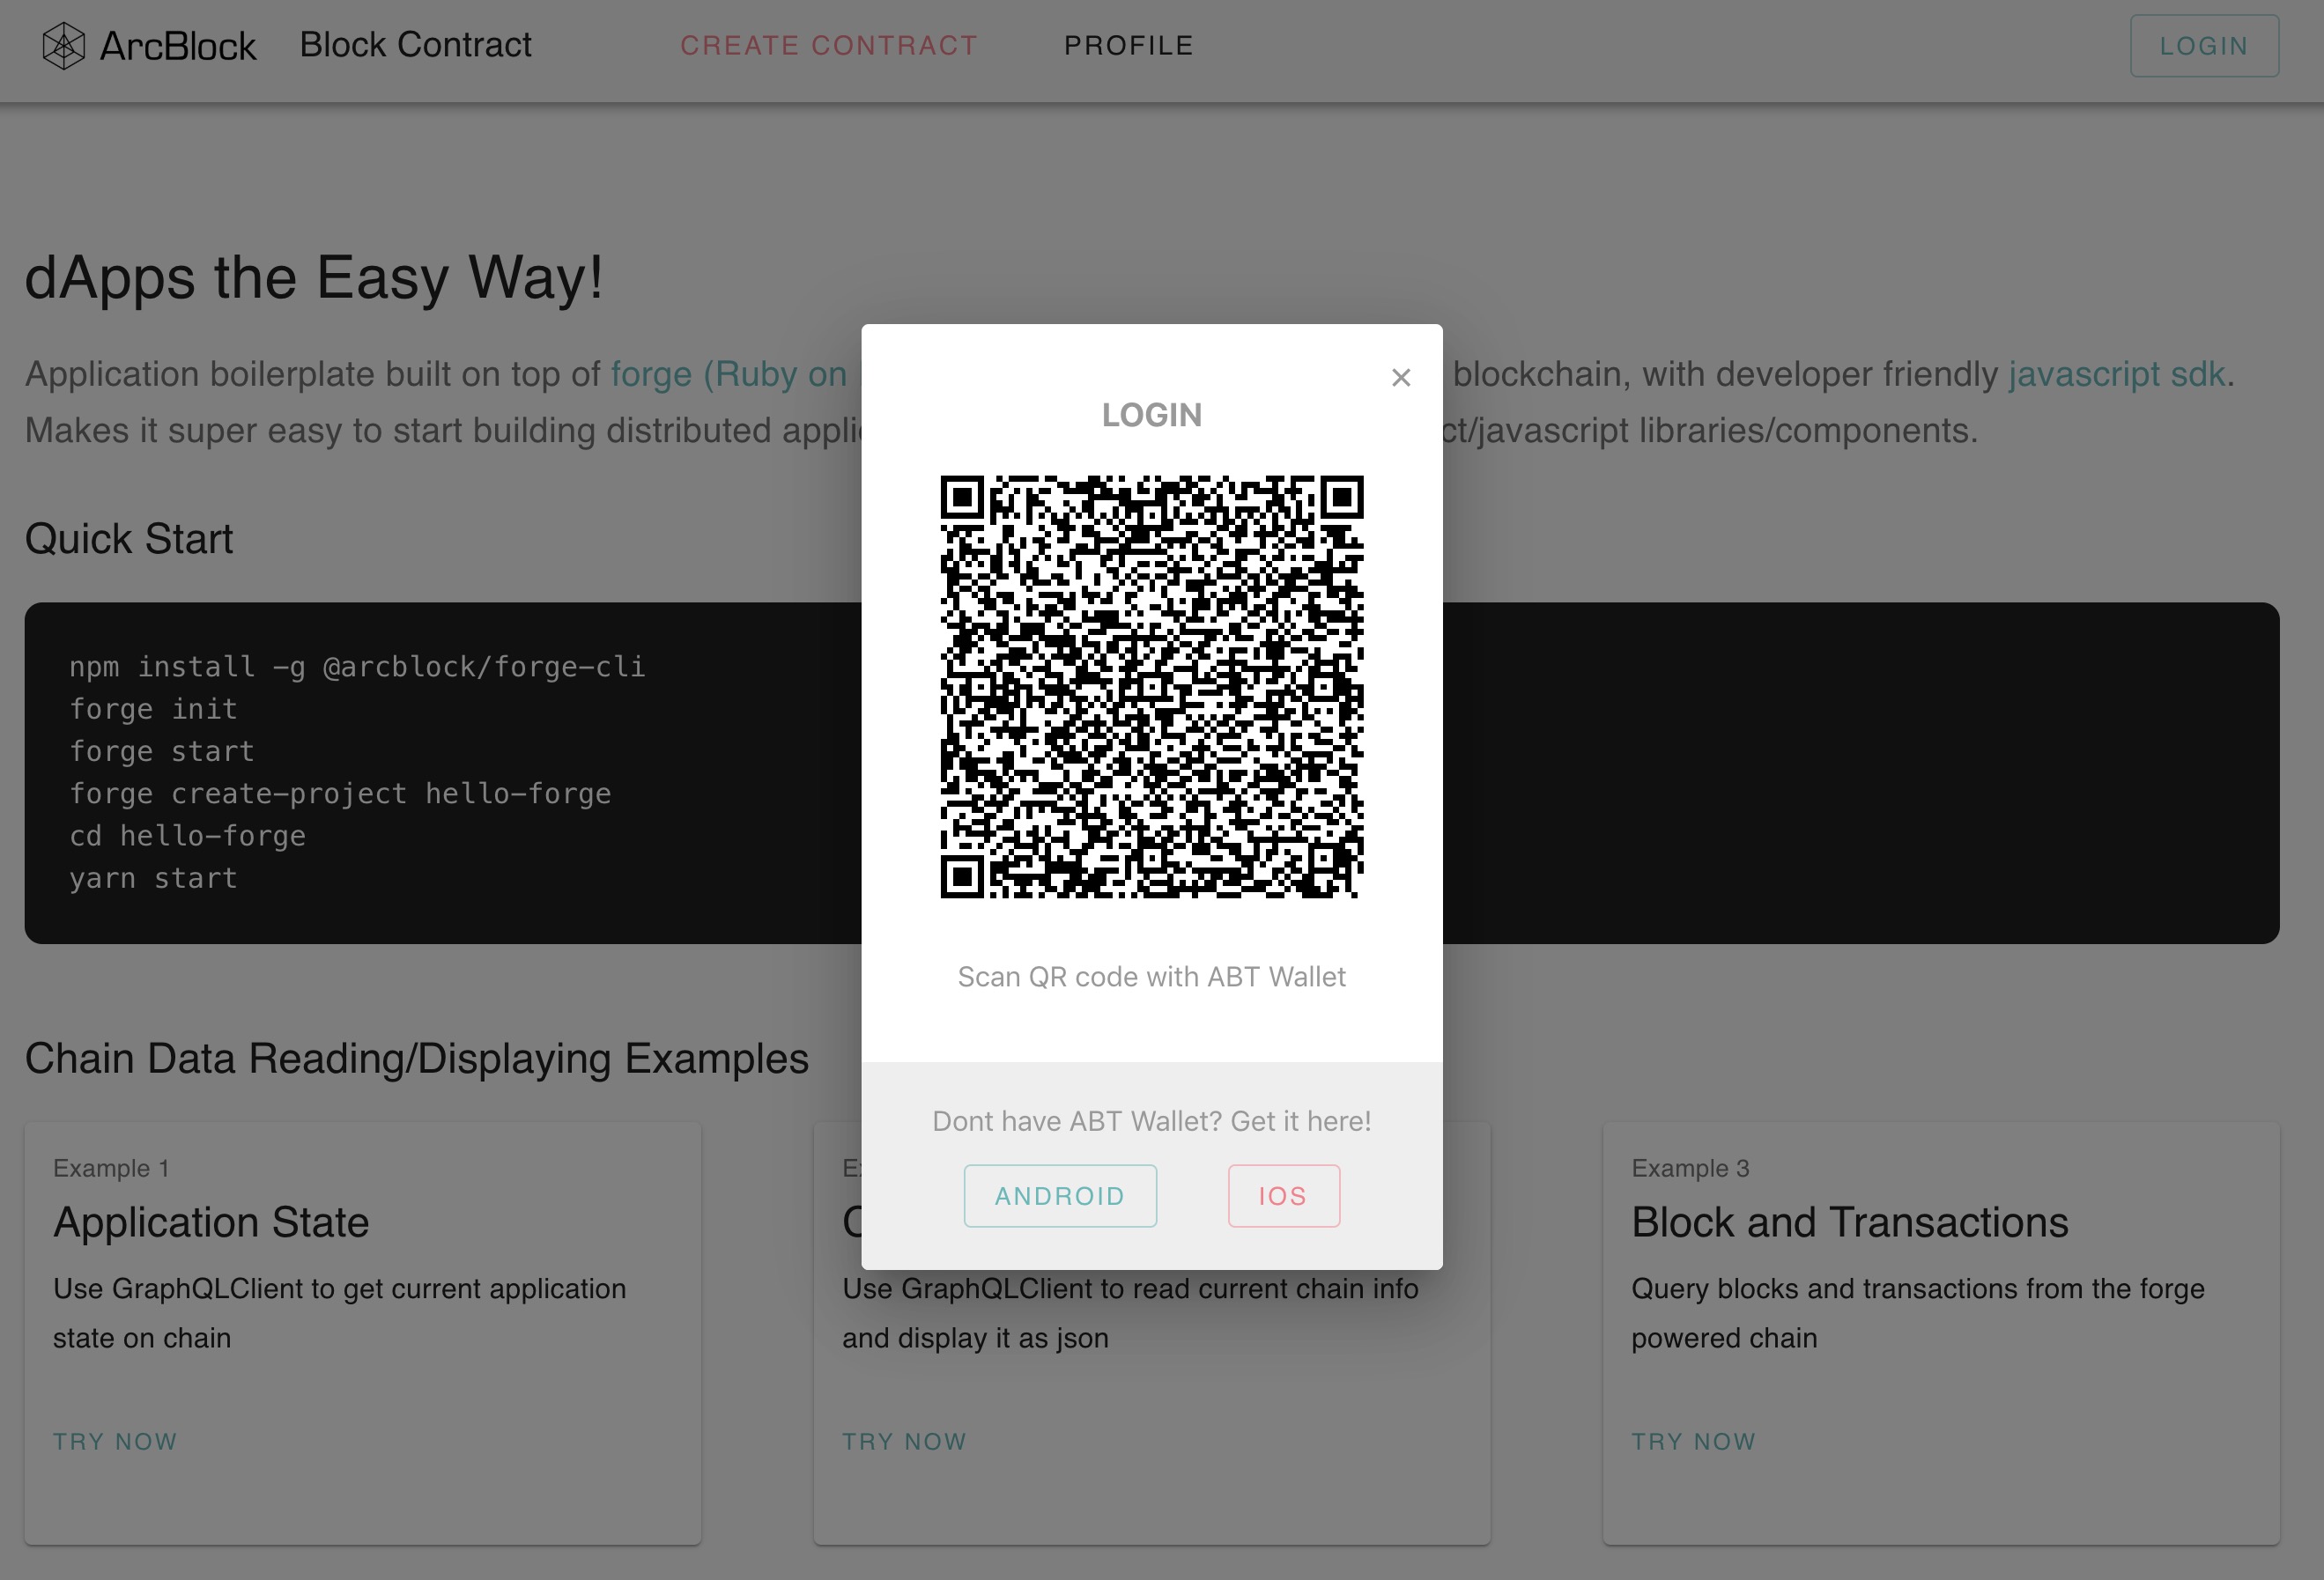 ArcBlock Block Contract CREATE CONTRACT PROFILE LOGIN
dApps the Easy Way!
Application boilerplate built on top of forge (Ruby on blockchain, with developer friendly javascript sdk.
Makes it super easy to start building distributed ct/javascript libraries/components.
Quick Start
npm install -g @arcblock/forge-cli
forge init
forge start
forge create-project hello-forge
cd hello-forge
yarn start
Chain Data Reading/Displaying Examples
Example 1
Application State
Use GraphQLClient to get current application
state on chain
TRY NOW
Use GraphQLClient to read current chain info
and display it as json
TRY NOW
Example 3
Block and Transactions
Query blocks and transactions from the forge
powered chain
TRY NOW
×
LOGIN
Scan QR code with ABT Wallet
Dont have ABT Wallet? Get it here!
ANDROID IOS